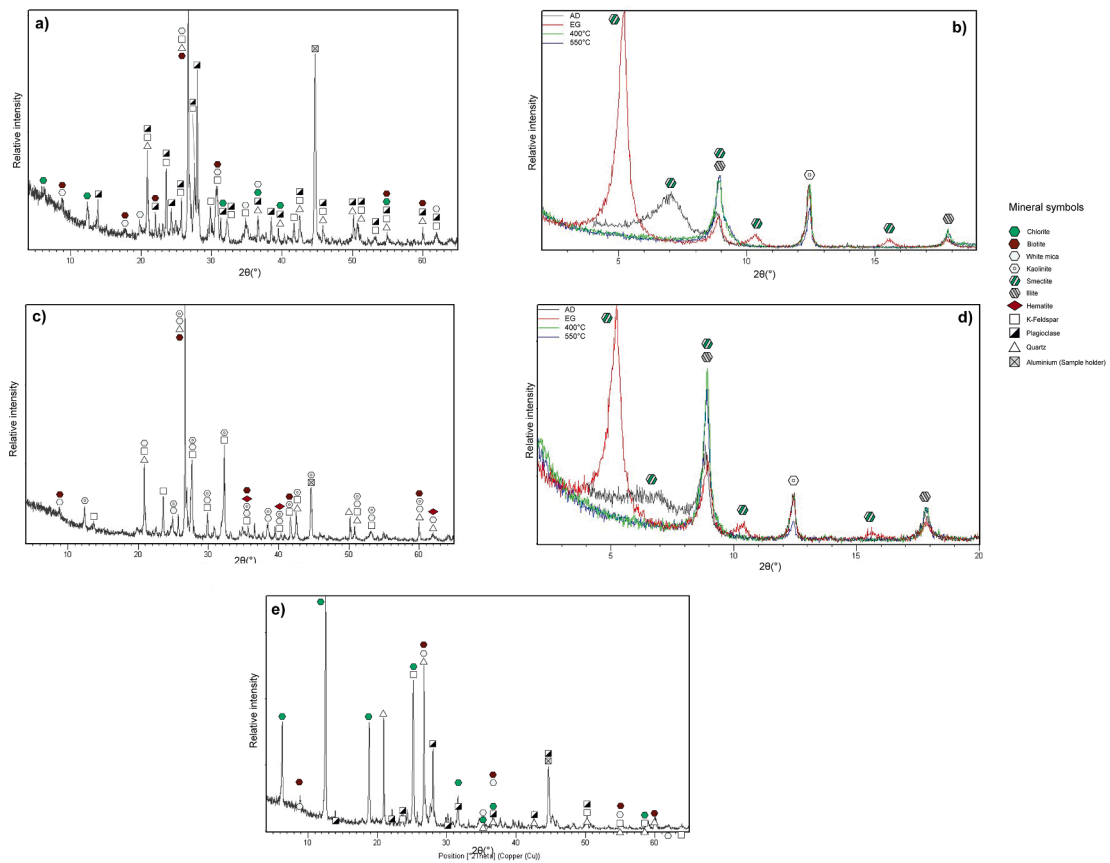 a)
Relative intensity
10 20 30 40 50 60
2θ(°)
AD
EG
400°C
550°C
b)
Relative intensity
5 10 15
2θ(°)
Mineral symbols
Chlorite
Biotite
White mica
Kaolinite
Smectite
Illite
Hematite
K-Feldspar
Plagioclase
Quartz
Aluminium (Sample holder)
c)
Relative intensity
10 20 30 40 50 60
2θ(°)
AD
EG
400°C
550°C
d)
Relative intensity
5 10 15 20
2θ(°)
e)
Relative intensity
10 20 30 40 50 60
2θ(°)
Position [°2Theta] (Copper (Cu))